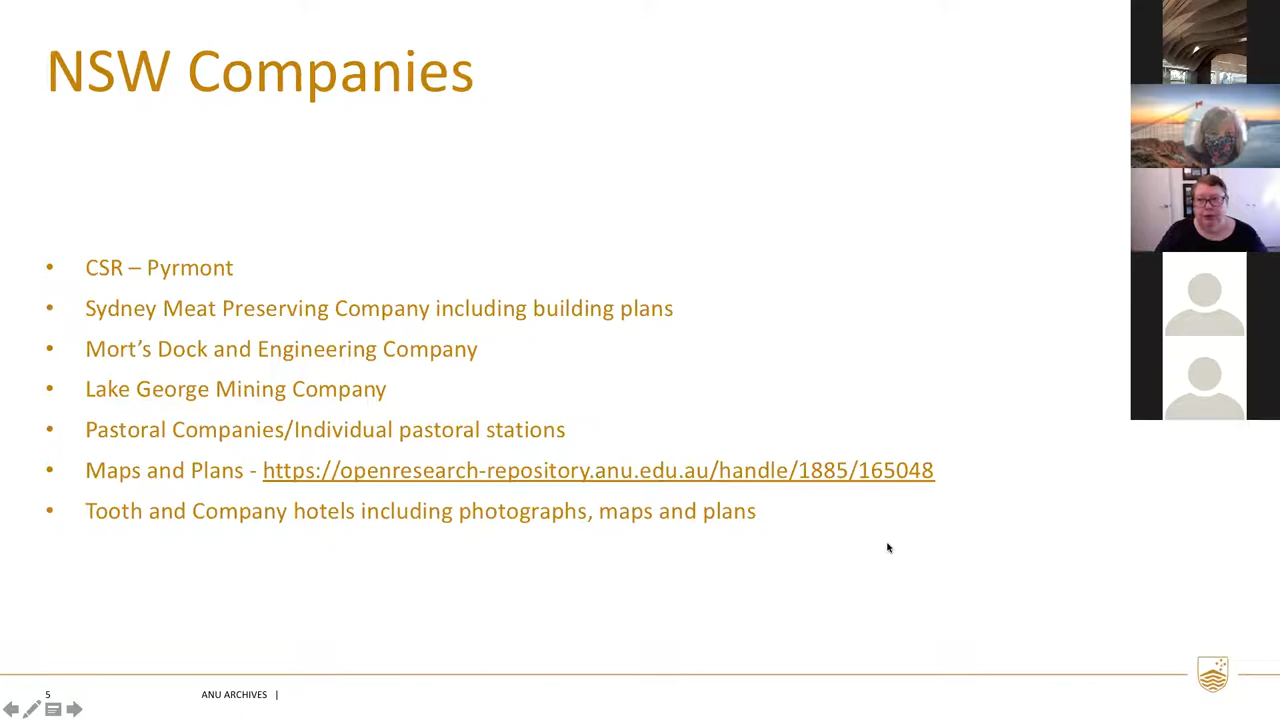 NSW Companies
• CSR – Pyrmont
• Sydney Meat Preserving Company including building plans
• Mort’s Dock and Engineering Company
• Lake George Mining Company
• Pastoral Companies/Individual pastoral stations
• Maps and Plans - https://openresearch-repository.anu.edu.au/handle/1885/165048
• Tooth and Company hotels including photographs, maps and plans
5
ANU ARCHIVES |